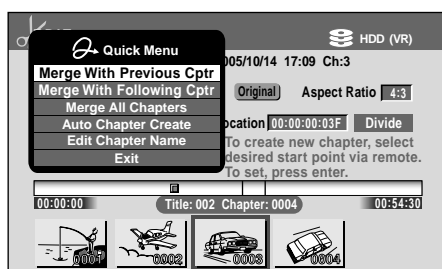 Quick Menu
HDD (VR)
005/10/14 17:09 Ch:3
Merge With Previous Cptr
Merge With Following Cptr
Original
Aspect Ratio 4:3
Merge All Chapters
Auto Chapter Create
ocation 00:00:00:03F Divide
Edit Chapter Name
To create new chapter, select
Exit
desired start point via remote.
To set, press enter.
00:00:00
Title: 002 Chapter: 0004
00:54:30
0001
0002
0003
0004